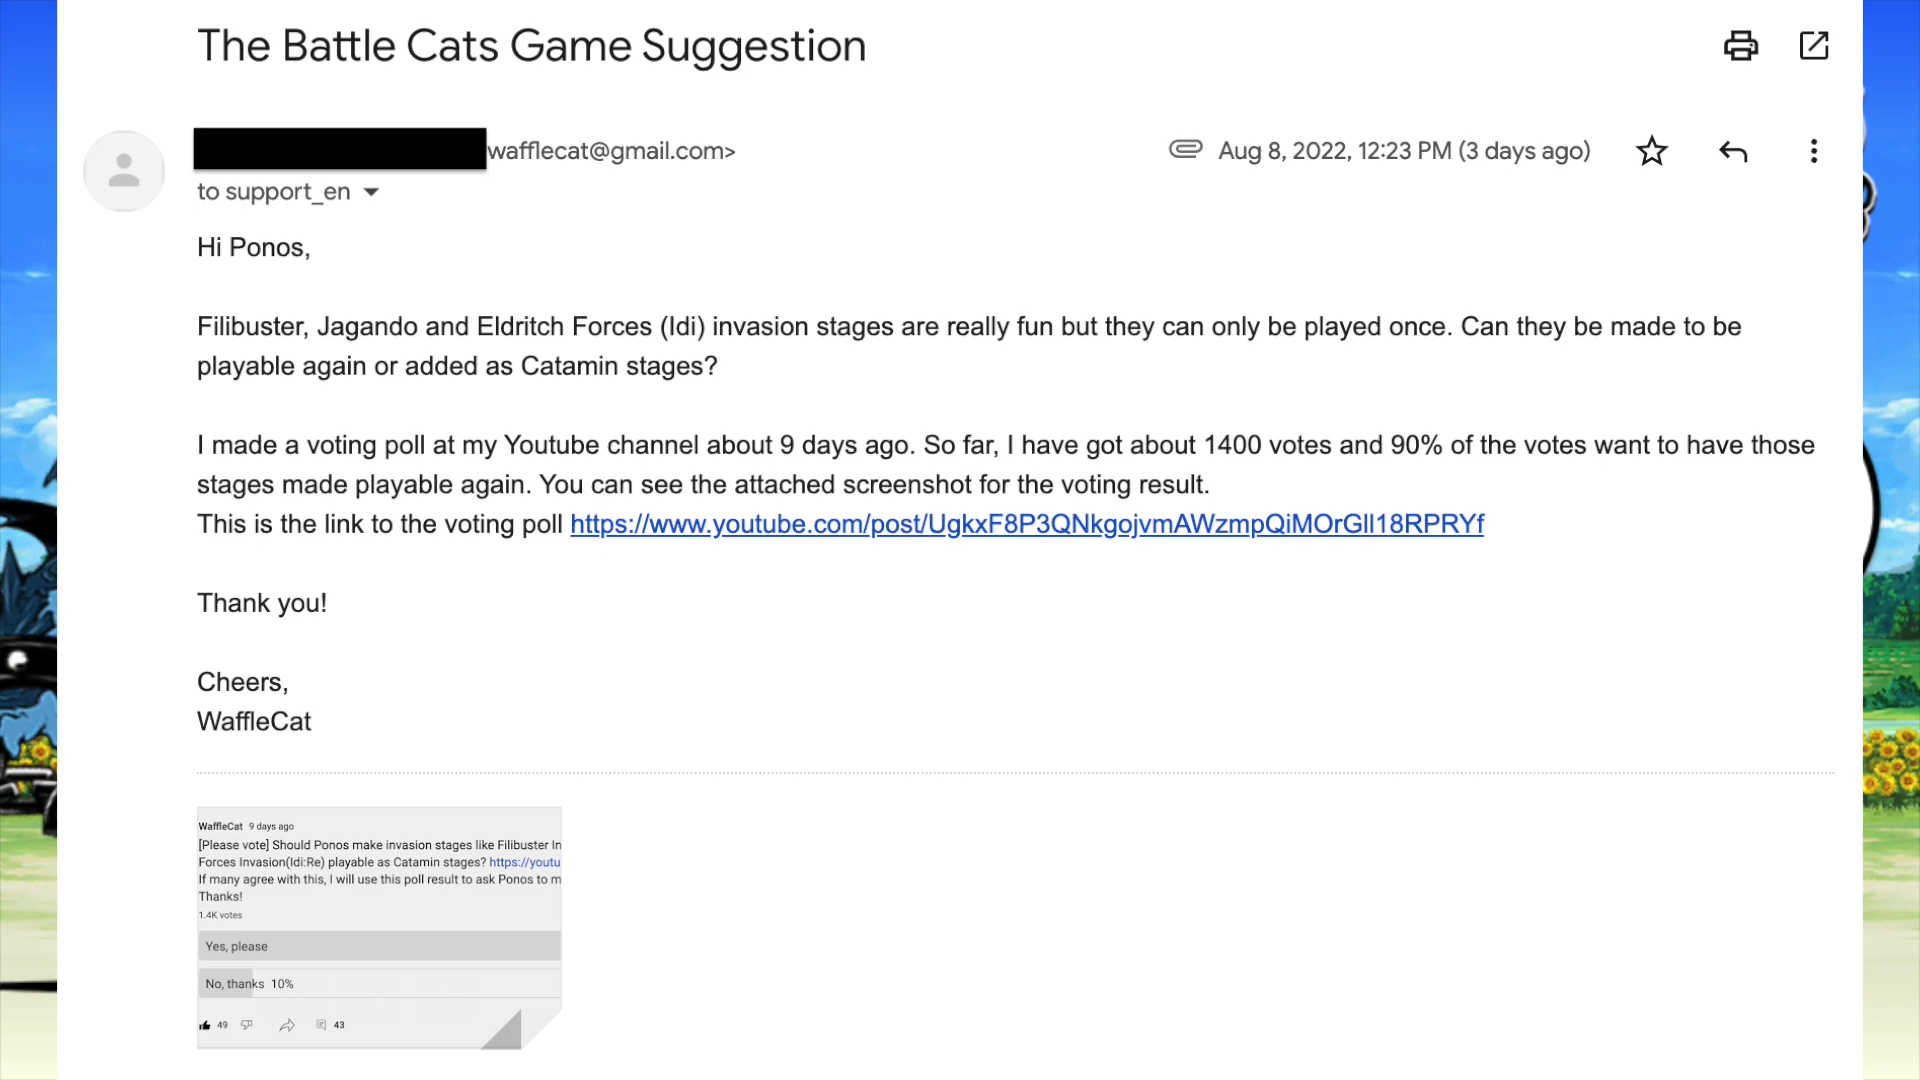 The Battle Cats Game Suggestion
wafflecat@gmail.com>
Aug 8, 2022, 12:23 PM (3 days ago)
to support_en
Hi Ponos,
Filibuster, Jagando and Eldritch Forces (Idi) invasion stages are really fun but they can only be played once. Can they be made to be
playable again or added as Catamin stages?
I made a voting poll at my Youtube channel about 9 days ago. So far, I have got about 1400 votes and 90% of the votes want to have those
stages made playable again. You can see the attached screenshot for the voting result.
This is the link to the voting poll https://www.youtube.com/post/UgkxF8P3QNkgojvmAWzmpQiMOrGll18RPRYf
Thank you!
Cheers,
WaffleCat
WaffleCat 9 days ago
[Please vote] Should Ponos make invasion stages like Filibuster In
Forces Invasion(Idi:Re) playable as Catamin stages? https://youtu
If many agree with this, I will use this poll result to ask Ponos to m
Thanks!
1.4K votes
Yes, please
No, thanks 10%
49
43